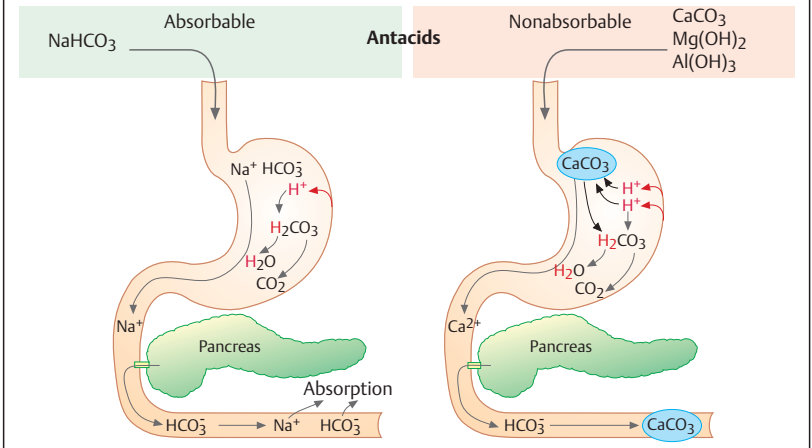 Antacids
Absorbable
NaHCO₃
Na⁺ HCO₃⁻
H⁺
H₂CO₃
H₂O
CO₂
Na⁺
Pancreas
Absorption
HCO₃⁻
Na⁺
HCO₃⁻
Nonabsorbable
CaCO₃
Mg(OH)₂
Al(OH)₃
CaCO₃
H⁺
H⁺
H₂CO₃
H₂O
CO₂
Ca²⁺
Pancreas
HCO₃⁻
CaCO₃